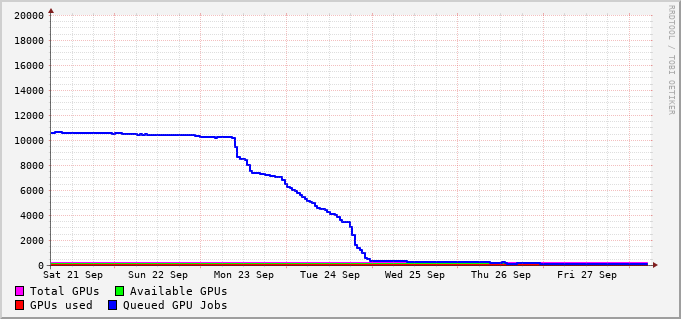 20000
18000
16000
14000
12000
10000
8000
6000
4000
2000
0
Sat 21 Sep Sun 22 Sep Mon 23 Sep Tue 24 Sep Wed 25 Sep Thu 26 Sep Fri 27 Sep
Total GPUs Available GPUs
GPUs used Queued GPU Jobs
RRDTOOL / TOBI OETIKER